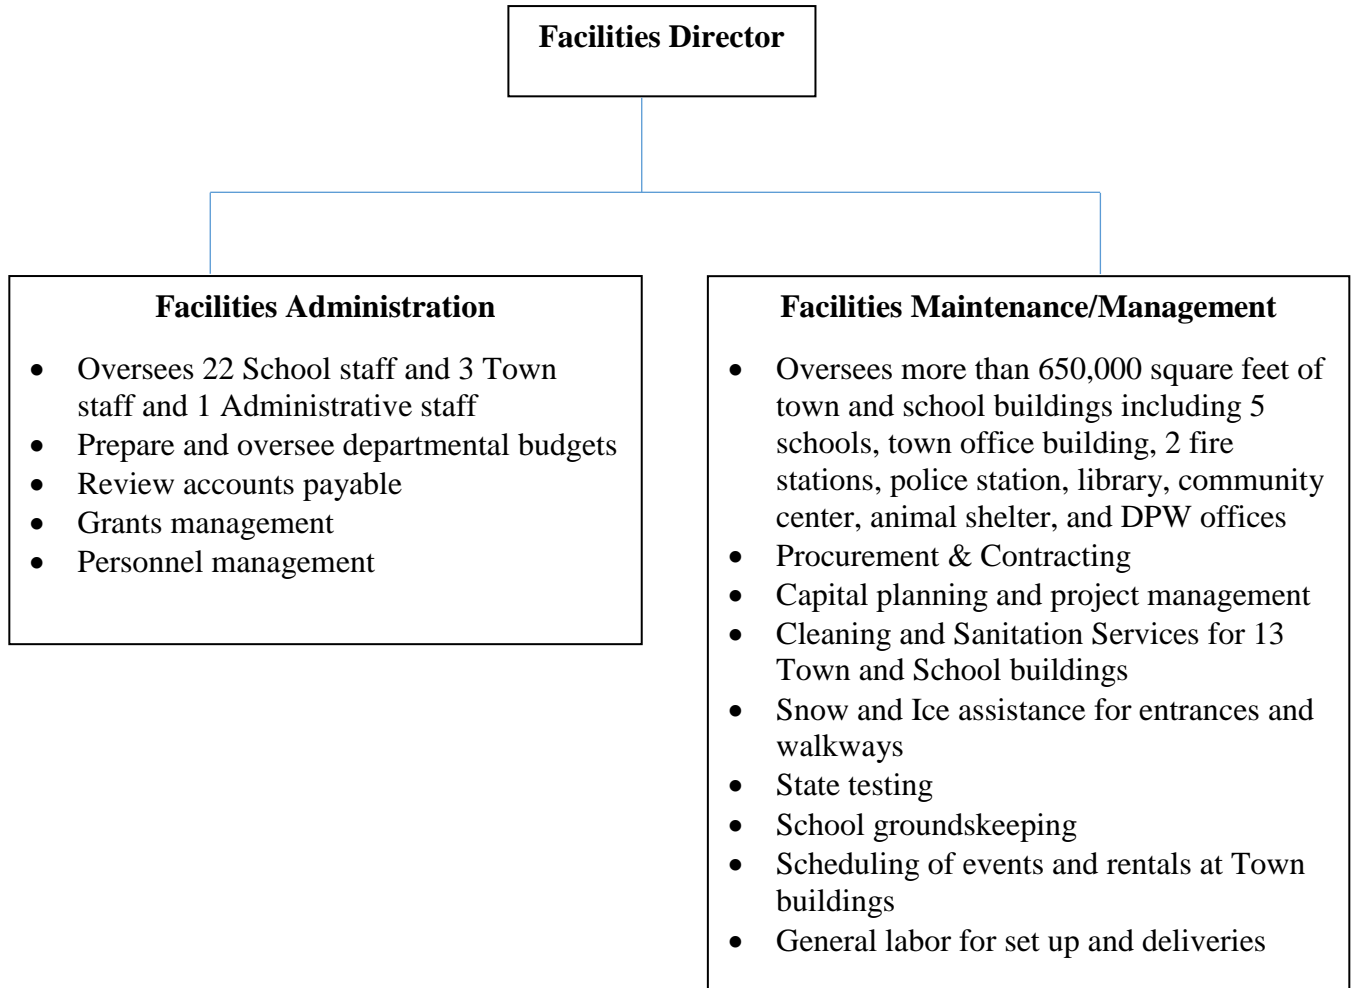 Facilities Director
Facilities Administration
• Oversees 22 School staff and 3 Town
staff and 1 Administrative staff
• Prepare and oversee departmental budgets
• Review accounts payable
• Grants management
• Personnel management
Facilities Maintenance/Management
• Oversees more than 650,000 square feet of
town and school buildings including 5
schools, town office building, 2 fire
stations, police station, library, community
center, animal shelter, and DPW offices
• Procurement & Contracting
• Capital planning and project management
• Cleaning and Sanitation Services for 13
Town and School buildings
• Snow and Ice assistance for entrances and
walkways
• State testing
• School groundskeeping
• Scheduling of events and rentals at Town
buildings
• General labor for set up and deliveries